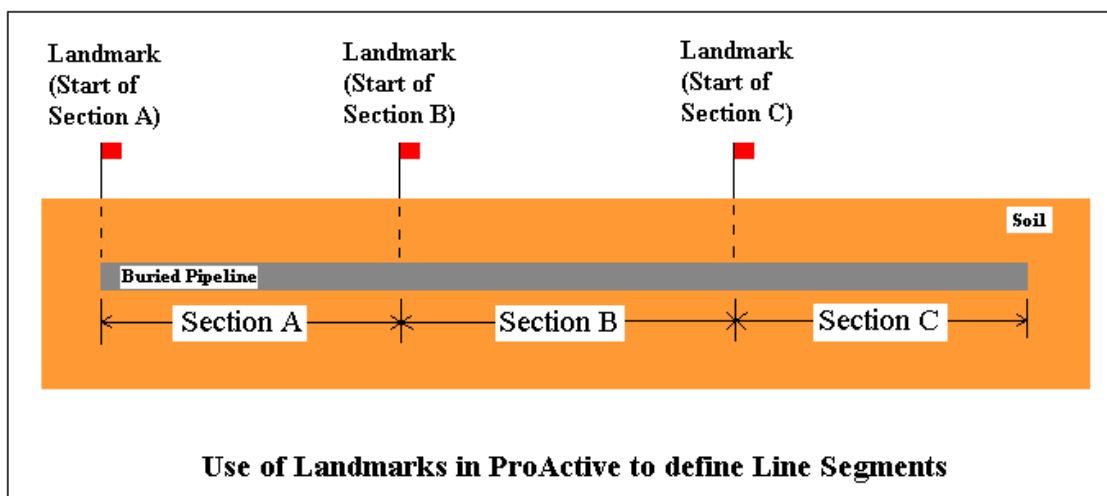 Landmark
(Start of
Section A)
Landmark
(Start of
Section B)
Landmark
(Start of
Section C)
Soil
Buried Pipeline
Section A
Section B
Section C
Use of Landmarks in ProActive to define Line Segments